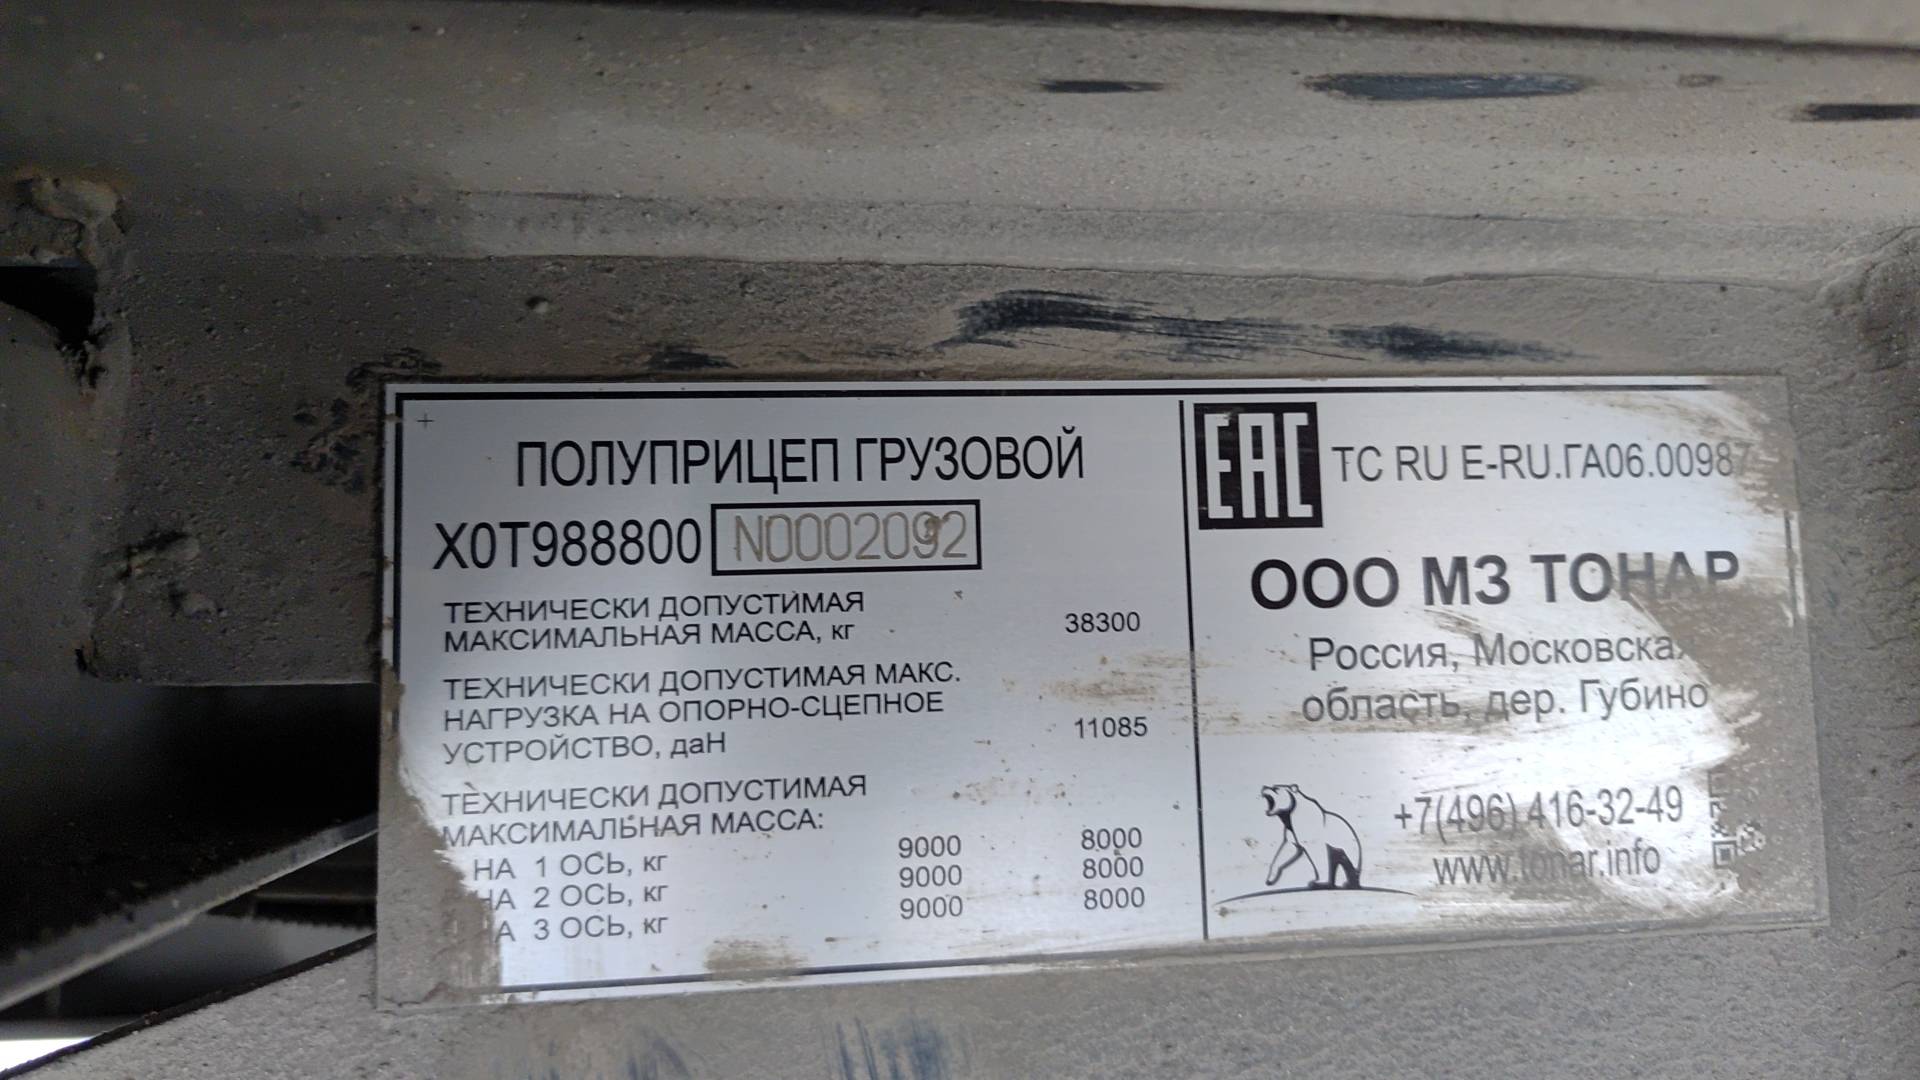 ПОЛУПРИЦЕП ГРУЗОВОЙ
X0T988800 N0002092
ТЕХНИЧЕСКИ ДОПУСТИМАЯ
МАКСИМАЛЬНАЯ МАССА, кг 38300
ТЕХНИЧЕСКИ ДОПУСТИМАЯ МАКС.
НАГРУЗКА НА ОПОРНО-СЦЕПНОЕ
УСТРОЙСТВО, даН 11085
ТЕХНИЧЕСКИ ДОПУСТИМАЯ
МАКСИМАЛЬНАЯ МАССА:
НА 1 ОСЬ, кг 9000 8000
НА 2 ОСЬ, кг 9000 8000
НА 3 ОСЬ, кг 9000 8000
EAC ТС RU E-RU.ГА06.00987
ООО МЗ ТОНАР
Россия, Московская
область, дер. Губино
+7(496) 416-32-49
www.tonar.info